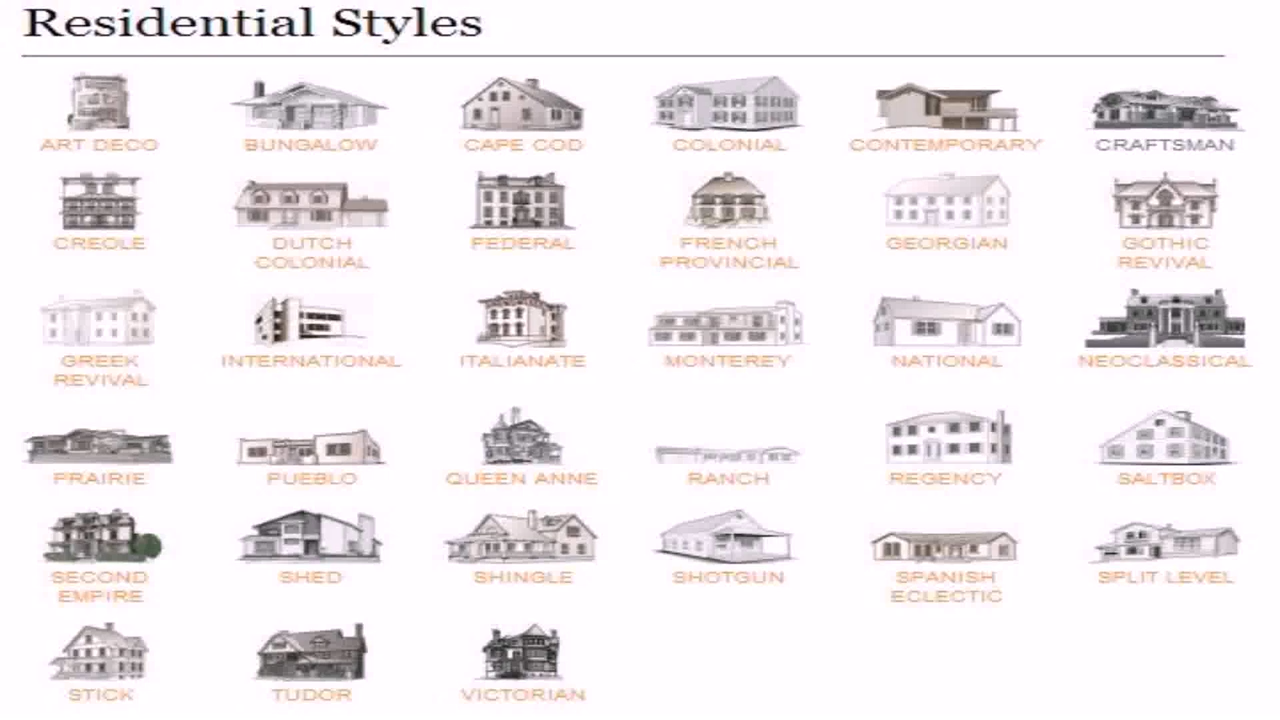 Residential Styles
ART DECO
BUNGALOW
CAPE COD
COLONIAL
CONTEMPORARY
CRAFTSMAN
CREOLE
DUTCH
COLONIAL
FEDERAL
FRENCH
PROVINCIAL
GEORGIAN
GOTHIC
REVIVAL
GREEK
REVIVAL
INTERNATIONAL
ITALIANATE
MONTEREY
NATIONAL
NEOCLASSICAL
PRAIRIE
PUEBLO
QUEEN ANNE
RANCH
REGENCY
SALTBOX
SECOND
EMPIRE
SHED
SHINGLE
SHOTGUN
SPANISH
ECLECTIC
SPLIT LEVEL
STICK
TUDOR
VICTORIAN